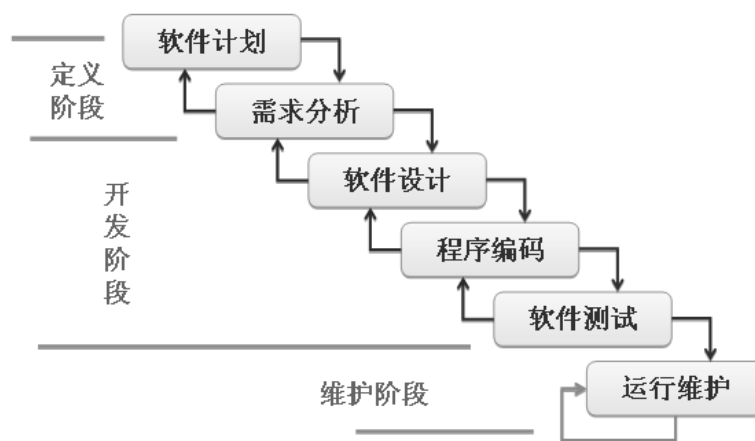 软件计划
定义
阶段
需求分析
软件设计
开
发
阶
段
程序编码
软件测试
运行维护
维护阶段